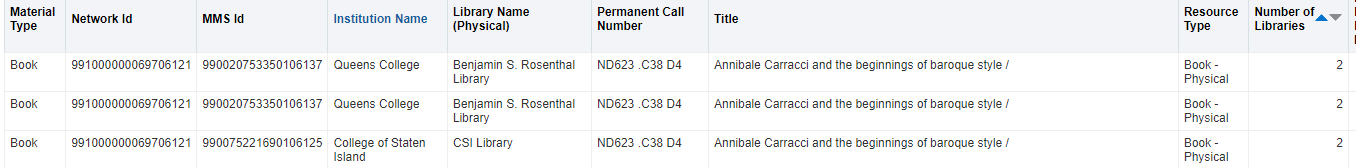 Material Type Network Id MMS Id Institution Name Library Name (Physical) Permanent Call Number Title Resource Type Number of Libraries
Book 991000000069706121 990020753350106137 Queens College Benjamin S. Rosenthal Library ND623 .C38 D4 Annibale Carracci and the beginnings of baroque style / Book - Physical 2
Book 991000000069706121 990020753350106137 Queens College Benjamin S. Rosenthal Library ND623 .C38 D4 Annibale Carracci and the beginnings of baroque style / Book - Physical 2
Book 991000000069706121 990075221690106125 College of Staten Island CSI Library ND623 .C38 D4 Annibale Carracci and the beginnings of baroque style / Book - Physical 2